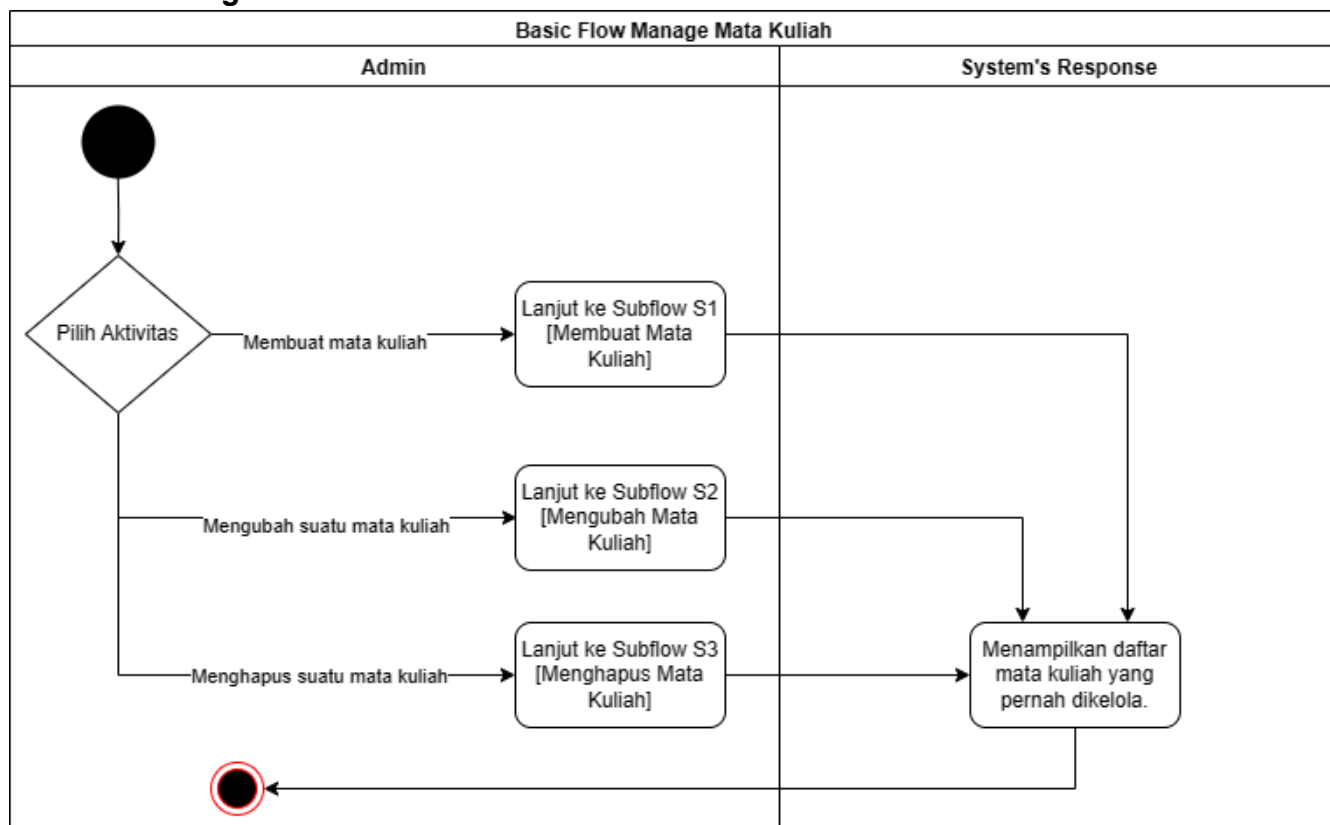 Basic Flow Manage Mata Kuliah
Admin
System's Response
Pilih Aktivitas
Membuat mata kuliah
Lanjut ke Subflow S1
[Membuat Mata
Kuliah]
Mengubah suatu mata kuliah
Lanjut ke Subflow S2
[Mengubah Mata
Kuliah]
Menghapus suatu mata kuliah
Lanjut ke Subflow S3
[Menghapus Mata
Kuliah]
Menampilkan daftar
mata kuliah yang
pernah dikelola.